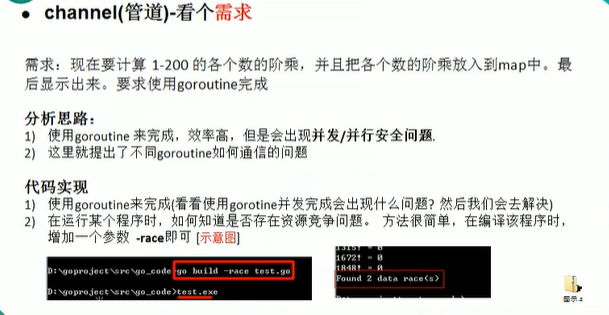 • channel(管道)-看个需求
需求：现在要计算 1-200 的各个数的阶乘，并且把各个数的阶乘放入到map中。最
后显示出来。要求使用goroutine完成
分析思路：
1) 使用goroutine 来完成，效率高，但是会出现并发/并行安全问题.
2) 这里就提出了不同goroutine如何通信的问题
代码实现
1) 使用goroutine来完成(看看使用gorotine并发完成会出现什么问题? 然后我们会去解决)
2) 在运行某个程序时，如何知道是否存在资源竞争问题。 方法很简单，在编译该程序时，
增加一个参数 -race即可 [示意图]
D:\goproject\src\go_code>go build -race test.go
D:\goproject\src\go_code>test.exe
1672! = 0
1848! = 0
Found 2 data race(s)